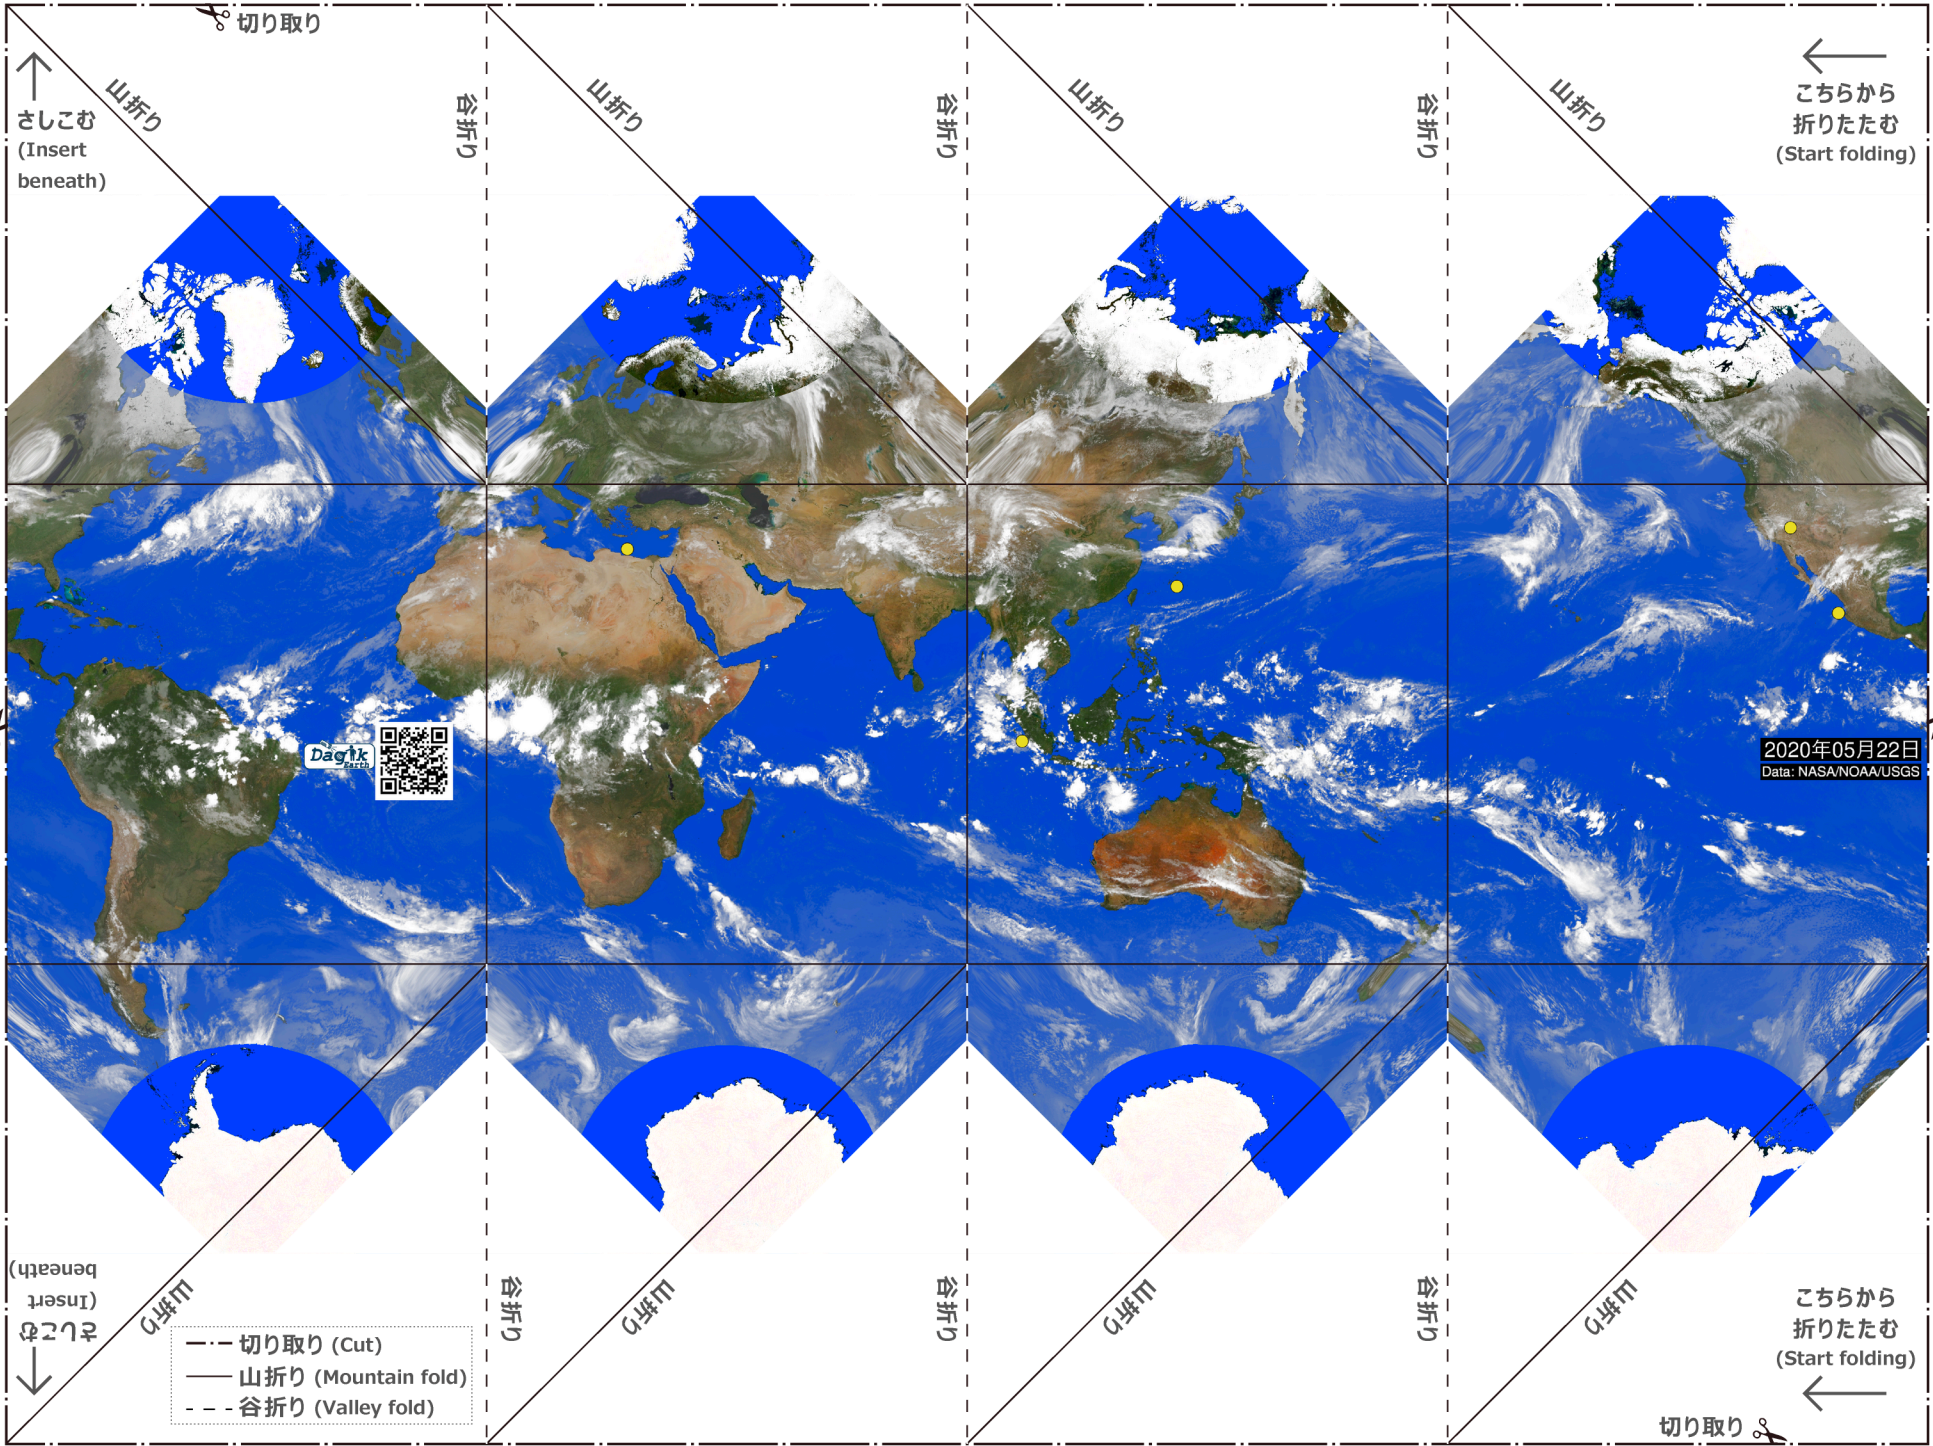 切り取り
さしこむ
(Insert
beneath)
山折り
谷折り
山折り
谷折り
山折り
谷折り
山折り
こちらから
折りたたむ
(Start folding)
Dagik
Earth
2020年05月22日
Data: NASA/NOAA/USGS
さしこむ
(Insert
beneath)
山折り
谷折り
山折り
谷折り
山折り
谷折り
山折り
こちらから
折りたたむ
(Start folding)
切り取り (Cut)
山折り (Mountain fold)
谷折り (Valley fold)
切り取り